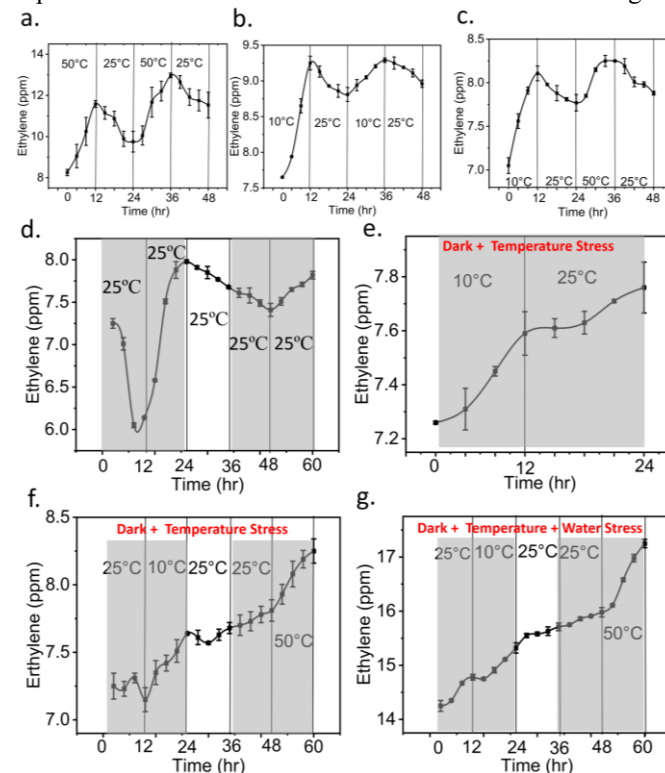 a.
b.
c.
50°C 25°C 50°C 25°C
Ethylene (ppm)
14
12
10
8
0 12 24 36 48
Time (hr)
10°C 25°C 10°C 25°C
Ethylene (ppm)
9.5
9.0
8.5
8.0
7.5
0 12 24 36 48
Time (hr)
10°C 25°C 50°C 25°C
Ethylene (ppm)
8.0
7.0
0 12 24 36 48
Time (hr)
d.
25°C 25°C 25°C 25°C 25°C
Ethylene (ppm)
8.0
7.5
7.0
6.5
6.0
0 12 24 36 48 60
Time (hr)
e.
Dark + Temperature Stress
10°C 25°C
Ethylene (ppm)
7.8
7.6
7.4
7.2
0 12 24
Time (hr)
f.
Dark + Temperature Stress
25°C 10°C 25°C 25°C 50°C
Erthylene (ppm)
8.5
8.0
7.5
7.0
0 12 24 36 48 60
Time (hr)
g.
Dark + Temperature + Water Stress
25°C 10°C 25°C 25°C 50°C
Ethylene (ppm)
17
16
15
14
0 12 24 36 48 60
Time (hr)